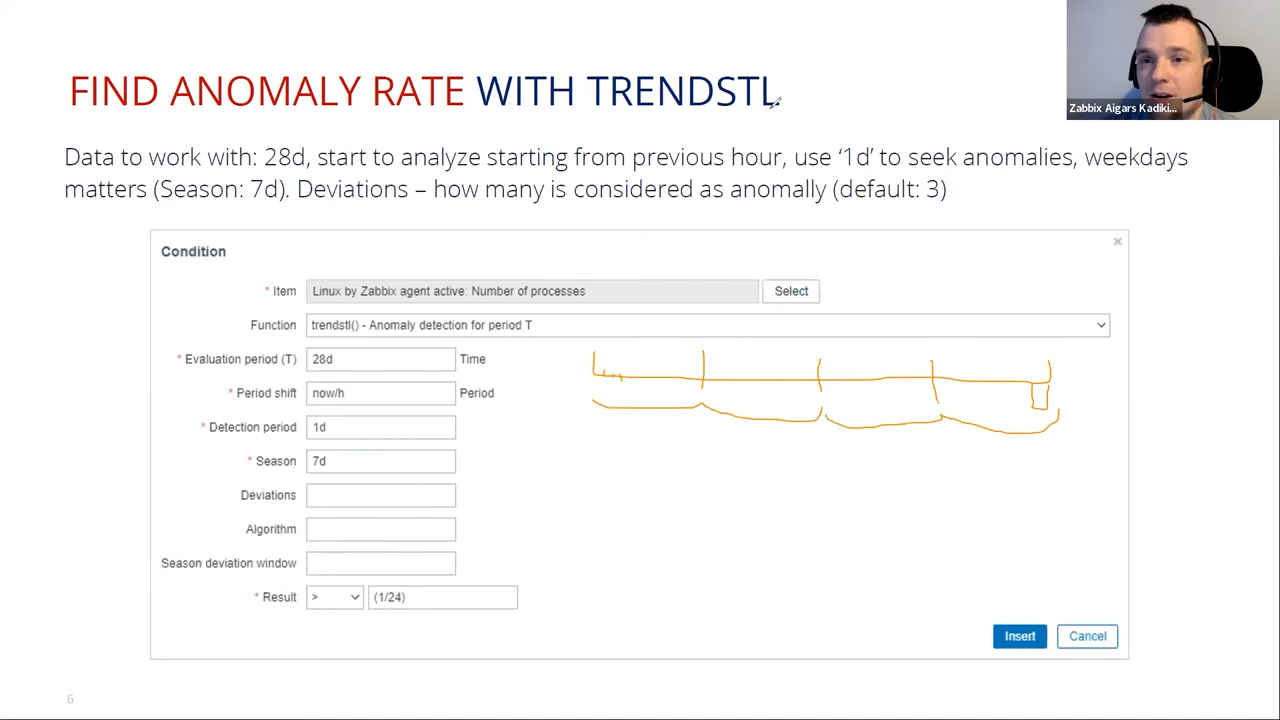 FIND ANOMALY RATE WITH TRENDSTL
Zabbix Aigars Kadiki...
Data to work with: 28d, start to analyze starting from previous hour, use ‘1d’ to seek anomalies, weekdays
matters (Season: 7d). Deviations – how many is considered as anomally (default: 3)
Condition
×
* Item
Linux by Zabbix agent active: Number of processes
Select
Function
trendstl() - Anomaly detection for period T
* Evaluation period (T)
28d
Time
* Period shift
now/h
Period
* Detection period
1d
* Season
7d
Deviations
Algorithm
Season deviation window
* Result
>
(1/24)
Insert
Cancel
6